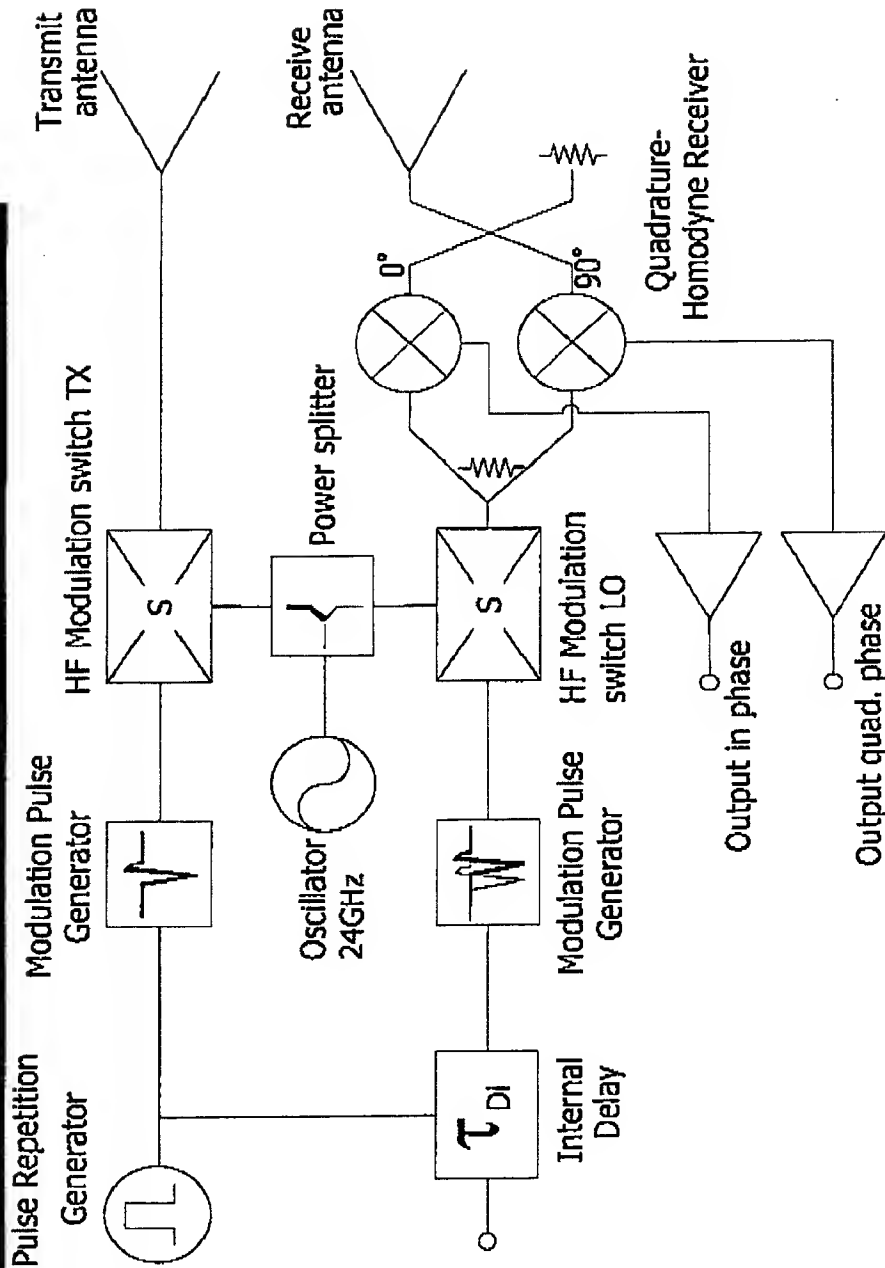 Pulse Repetition
Generator
Modulation Pulse
Generator
HF Modulation switch TX
S
Transmit
antenna
Oscillator
24GHz
Power splitter
Receive
antenna
0°
90°
Quadrature-
Homodyne Receiver
τ DI
Internal
Delay
Modulation Pulse
Generator
S
HF Modulation
switch LO
Output in phase
Output quad. phase